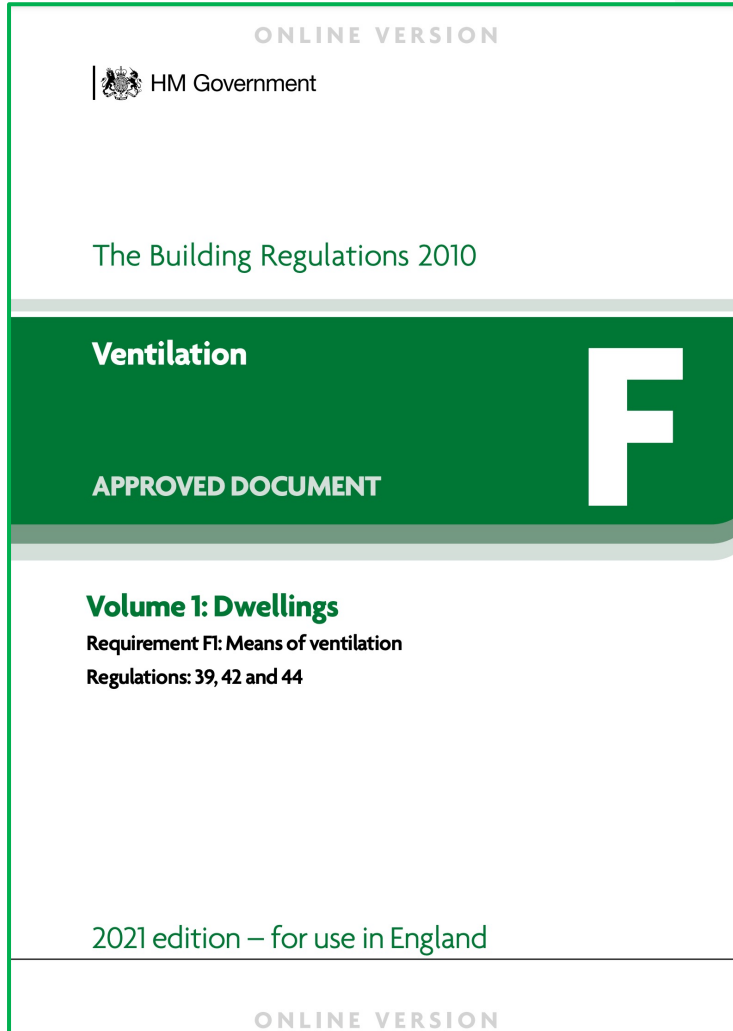 ONLINE VERSION
HM Government
The Building Regulations 2010
Ventilation
F
APPROVED DOCUMENT
Volume 1: Dwellings
Requirement F1: Means of ventilation
Regulations: 39, 42 and 44
2021 edition – for use in England
ONLINE VERSION